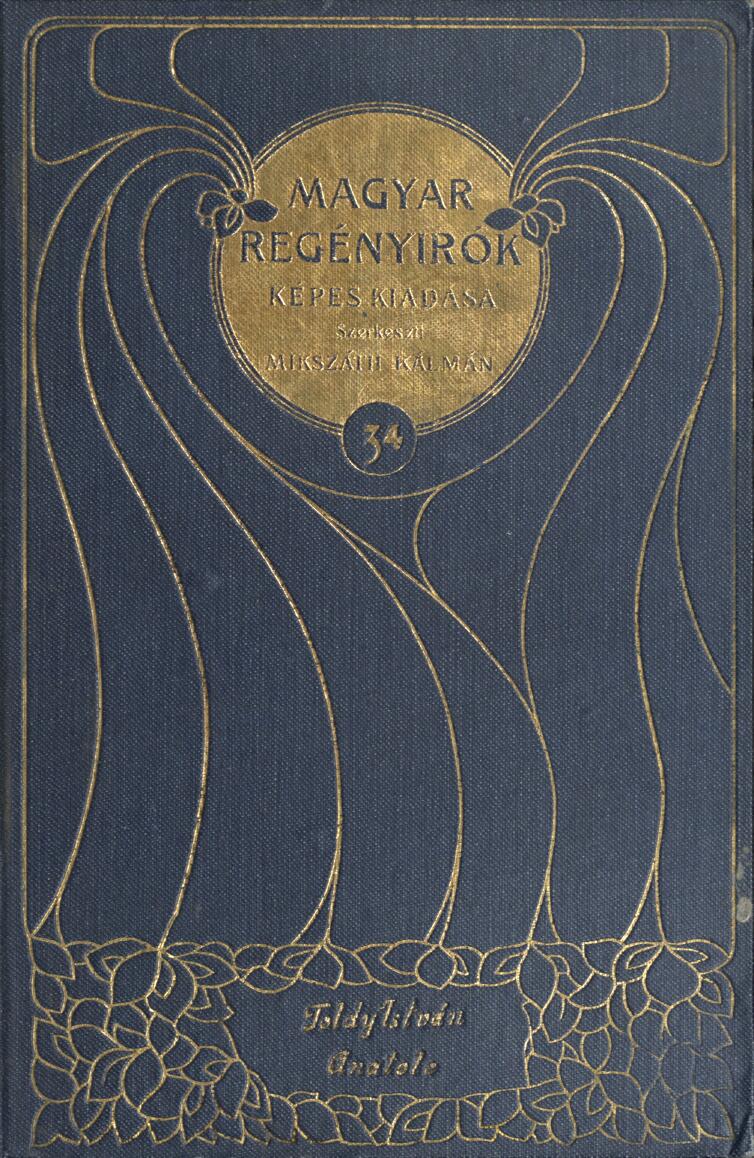 MAGYAR
REGÉNYIRÓK
KÉPES KIADÁSA
Szerkeszti
MIKSZÁTH KÁLMÁN
34
Toldy István
Anatole